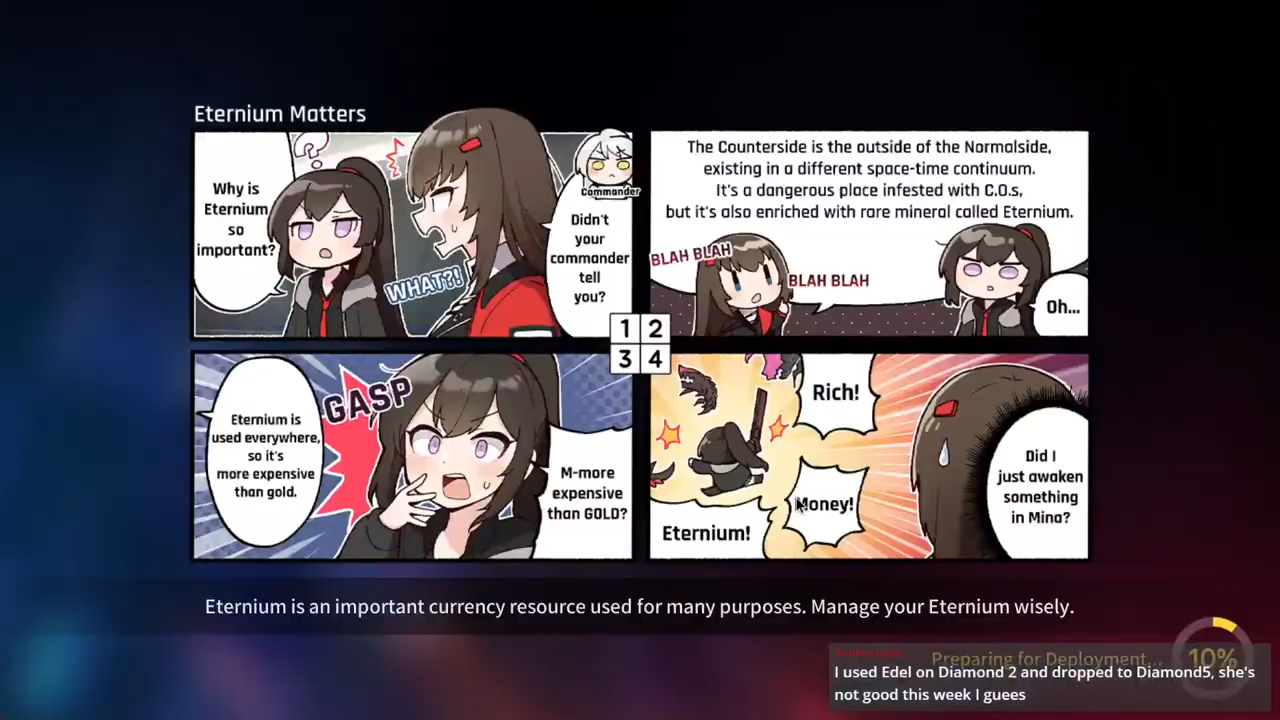 Eternium Matters
Why is
Eternium
so
important?
WHAT?!
Commander
Didn't
your
commander
tell
you?
The Counterside is the outside of the Normalside,
existing in a different space-time continuum.
It's a dangerous place infested with C.O.s,
but it's also enriched with rare mineral called Eternium.
BLAH BLAH
BLAH BLAH
Oh...
1 2
3 4
Eternium is
used everywhere,
so it's
more expensive
than gold.
GASP
M-more
expensive
than GOLD?
Rich!
Money!
Eternium!
Did I
just awaken
something
in Mina?
Eternium is an important currency resource used for many purposes. Manage your Eternium wisely.
Preparing for Deployment...
10%
I used Edel on Diamond 2 and dropped to Diamond5, she's
not good this week I guees